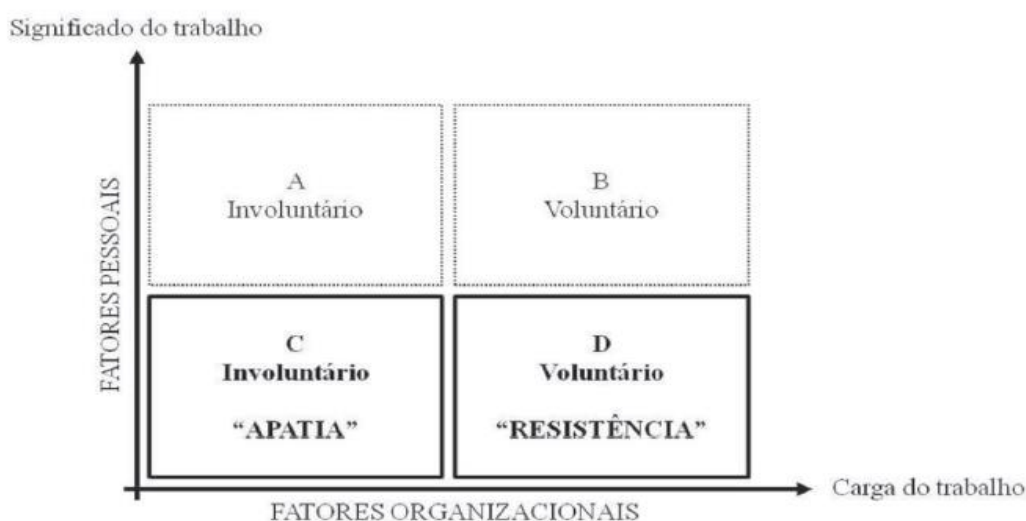 Significado do trabalho
FATORES PESSOAIS
A
Involuntário
B
Voluntário
C
Involuntário
“APATIA”
D
Voluntário
“RESISTÊNCIA”
Carga do trabalho
FATORES ORGANIZACIONAIS